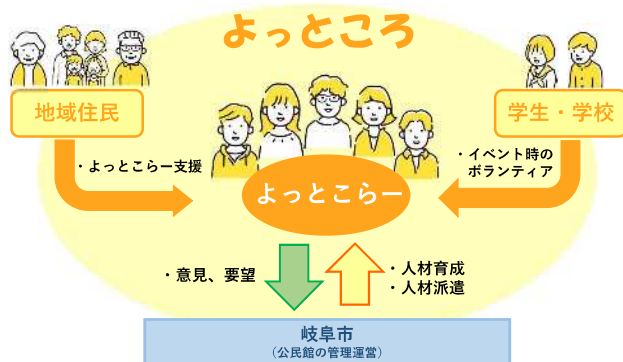 よっところ
地域住民
学生・学校
・よっとこらー支援
・イベント時の
ボランティア
よっとこらー
・意見、要望
・人材育成
・人材派遣
岐阜市
（公民館の管理運営）